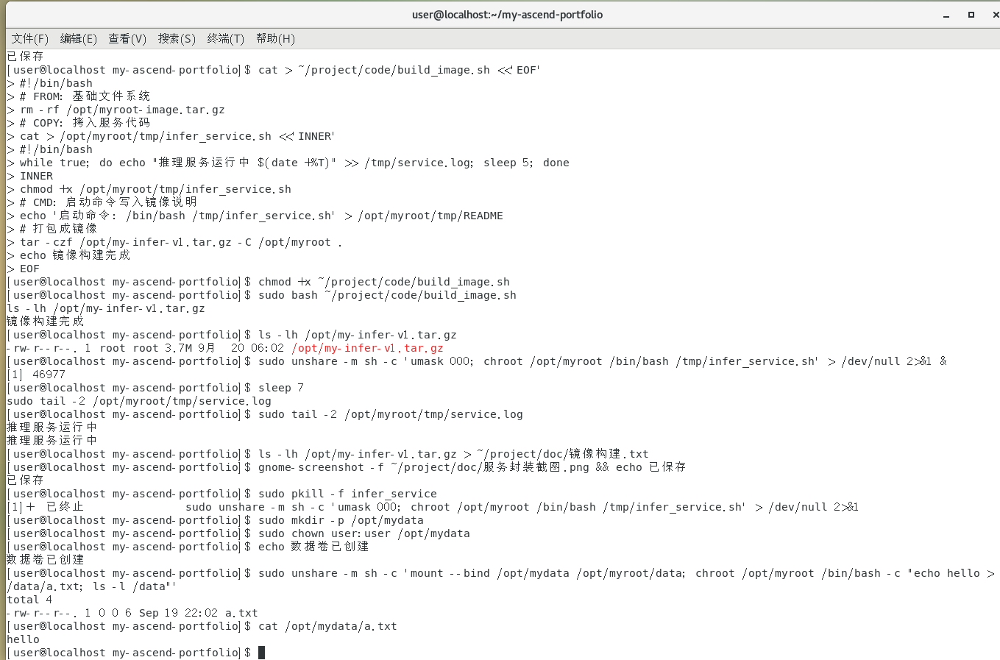 user@localhost:~/my-ascend-portfolio
文件(F) 编辑(E) 查看(V) 搜索(S) 终端(T) 帮助(H)
已保存
[user@localhost my-ascend-portfolio]$ cat > ~/project/code/build_image.sh <<'EOF'
> #!/bin/bash
> # FROM: 基础文件系统
> rm -rf /opt/myroot-image.tar.gz
> # COPY: 拷入服务代码
> cat > /opt/myroot/tmp/infer_service.sh <<'INNER'
> #!/bin/bash
> while true; do echo "推理服务运行中 $(date +%T)" >> /tmp/service.log; sleep 5; done
> INNER
> chmod +x /opt/myroot/tmp/infer_service.sh
> # CMD: 启动命令写入镜像说明
> echo '启动命令: /bin/bash /tmp/infer_service.sh' > /opt/myroot/tmp/README
> # 打包成镜像
> tar -czf /opt/my-infer-v1.tar.gz -C /opt/myroot .
> echo 镜像构建完成
> EOF
[user@localhost my-ascend-portfolio]$ chmod +x ~/project/code/build_image.sh
[user@localhost my-ascend-portfolio]$ sudo bash ~/project/code/build_image.sh
ls -lh /opt/my-infer-v1.tar.gz
镜像构建完成
[user@localhost my-ascend-portfolio]$ ls -lh /opt/my-infer-v1.tar.gz
-rw-r--r--. 1 root root 3.7M 9月  20 06:02 /opt/my-infer-v1.tar.gz
[user@localhost my-ascend-portfolio]$ sudo unshare -m sh -c 'umask 000; chroot /opt/myroot /bin/bash /tmp/infer_service.sh' > /dev/null 2>&1 &
[1] 46977
[user@localhost my-ascend-portfolio]$ sleep 7
sudo tail -2 /opt/myroot/tmp/service.log
[user@localhost my-ascend-portfolio]$ sudo tail -2 /opt/myroot/tmp/service.log
推理服务运行中
推理服务运行中
[user@localhost my-ascend-portfolio]$ ls -lh /opt/my-infer-v1.tar.gz > ~/project/doc/镜像构建.txt
[user@localhost my-ascend-portfolio]$ gnome-screenshot -f ~/project/doc/服务封装截图.png && echo 已保存
已保存
[user@localhost my-ascend-portfolio]$ sudo pkill -f infer_service
[1]+  已终止               sudo unshare -m sh -c 'umask 000; chroot /opt/myroot /bin/bash /tmp/infer_service.sh' > /dev/null 2>&1
[user@localhost my-ascend-portfolio]$ sudo mkdir -p /opt/mydata
[user@localhost my-ascend-portfolio]$ sudo chown user:user /opt/mydata
[user@localhost my-ascend-portfolio]$ echo 数据卷已创建
数据卷已创建
[user@localhost my-ascend-portfolio]$ sudo unshare -m sh -c 'mount --bind /opt/mydata /opt/myroot/data; chroot /opt/myroot /bin/bash -c "echo hello >
/data/a.txt; ls -l /data"'
total 4
-rw-r--r--. 1 0 0 6 Sep 19 22:02 a.txt
[user@localhost my-ascend-portfolio]$ cat /opt/mydata/a.txt
hello
[user@localhost my-ascend-portfolio]$